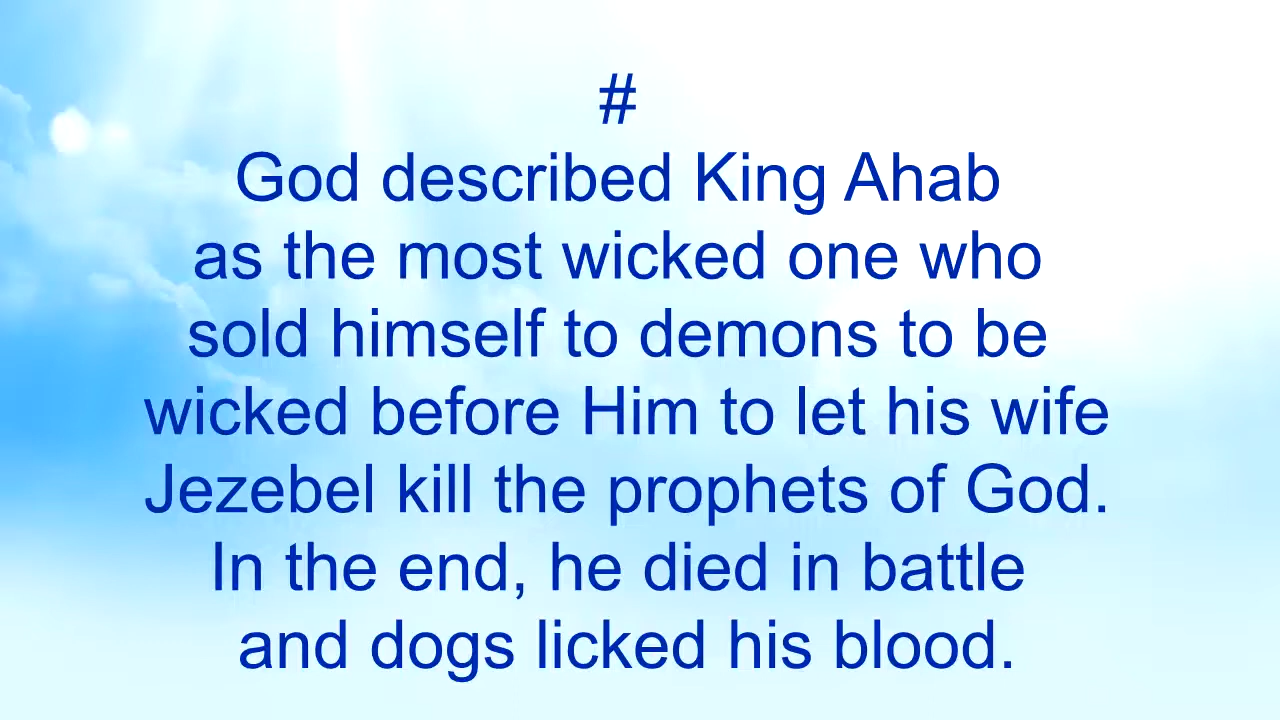 #
God described King Ahab
as the most wicked one who
sold himself to demons to be
wicked before Him to let his wife
Jezebel kill the prophets of God.
In the end, he died in battle
and dogs licked his blood.